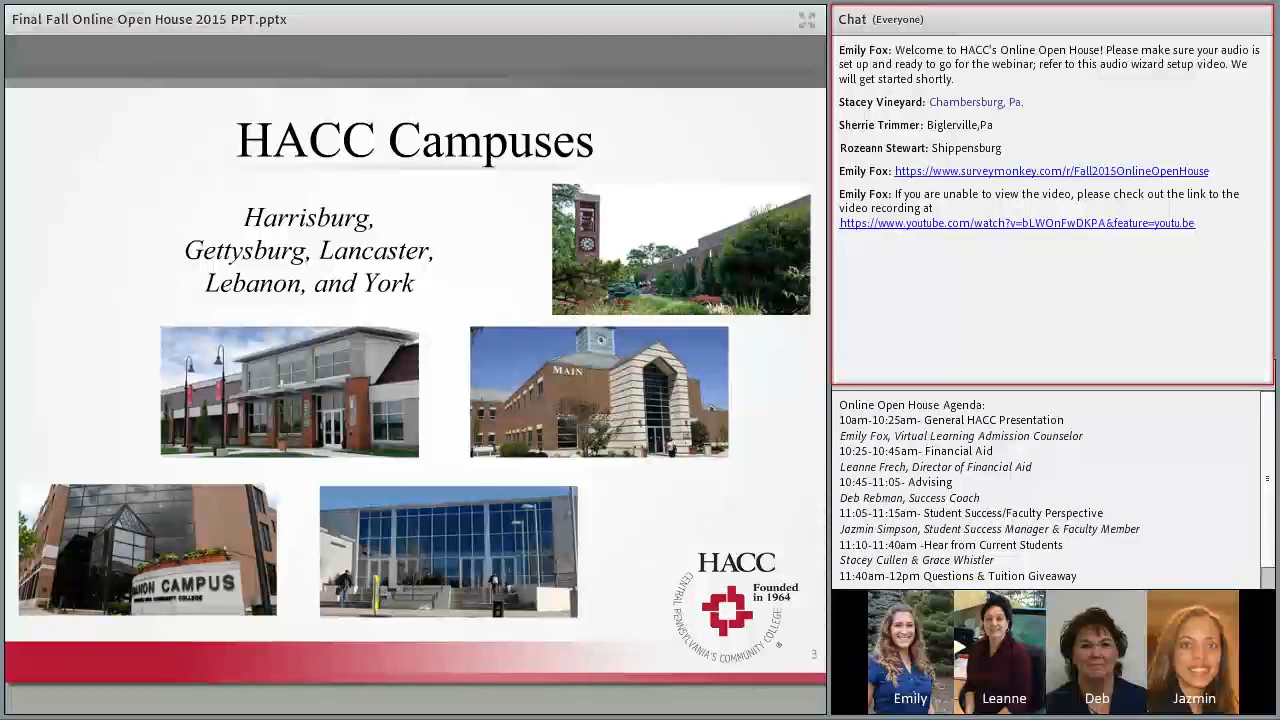 Final Fall Online Open House 2015 PPT.pptx
HACC Campuses
Harrisburg,
Gettysburg, Lancaster,
Lebanon, and York
MAIN
CAMPUS
HACC
Founded
in 1964
CENTRAL PENNSYLVANIA'S COMMUNITY COLLEGE
®
3
Chat (Everyone)
Emily Fox: Welcome to HACC's Online Open House! Please make sure your audio is
set up and ready to go for the webinar; refer to this audio wizard setup video. We
will get started shortly.
Stacey Vineyard: Chambersburg, Pa.
Sherrie Trimmer: Biglerville,Pa
Rozeann Stewart: Shippensburg
Emily Fox: https://www.surveymonkey.com/r/Fall2015OnlineOpenHouse
Emily Fox: If you are unable to view the video, please check out the link to the
video recording at
https://www.youtube.com/watch?v=bLWOnFwDKPA&feature=youtu.be
Online Open House Agenda:
10am-10:25am- General HACC Presentation
Emily Fox, Virtual Learning Admission Counselor
10:25-10:45am- Financial Aid
Leanne Frech, Director of Financial Aid
10:45-11:05- Advising
Deb Rebman, Success Coach
11:05-11:15am- Student Success/Faculty Perspective
Jazmin Simpson, Student Success Manager & Faculty Member
11:10-11:40am -Hear from Current Students
Stacey Cullen & Grace Whistler
11:40am-12pm Questions & Tuition Giveaway
Emily
Leanne
Deb
Jazmin